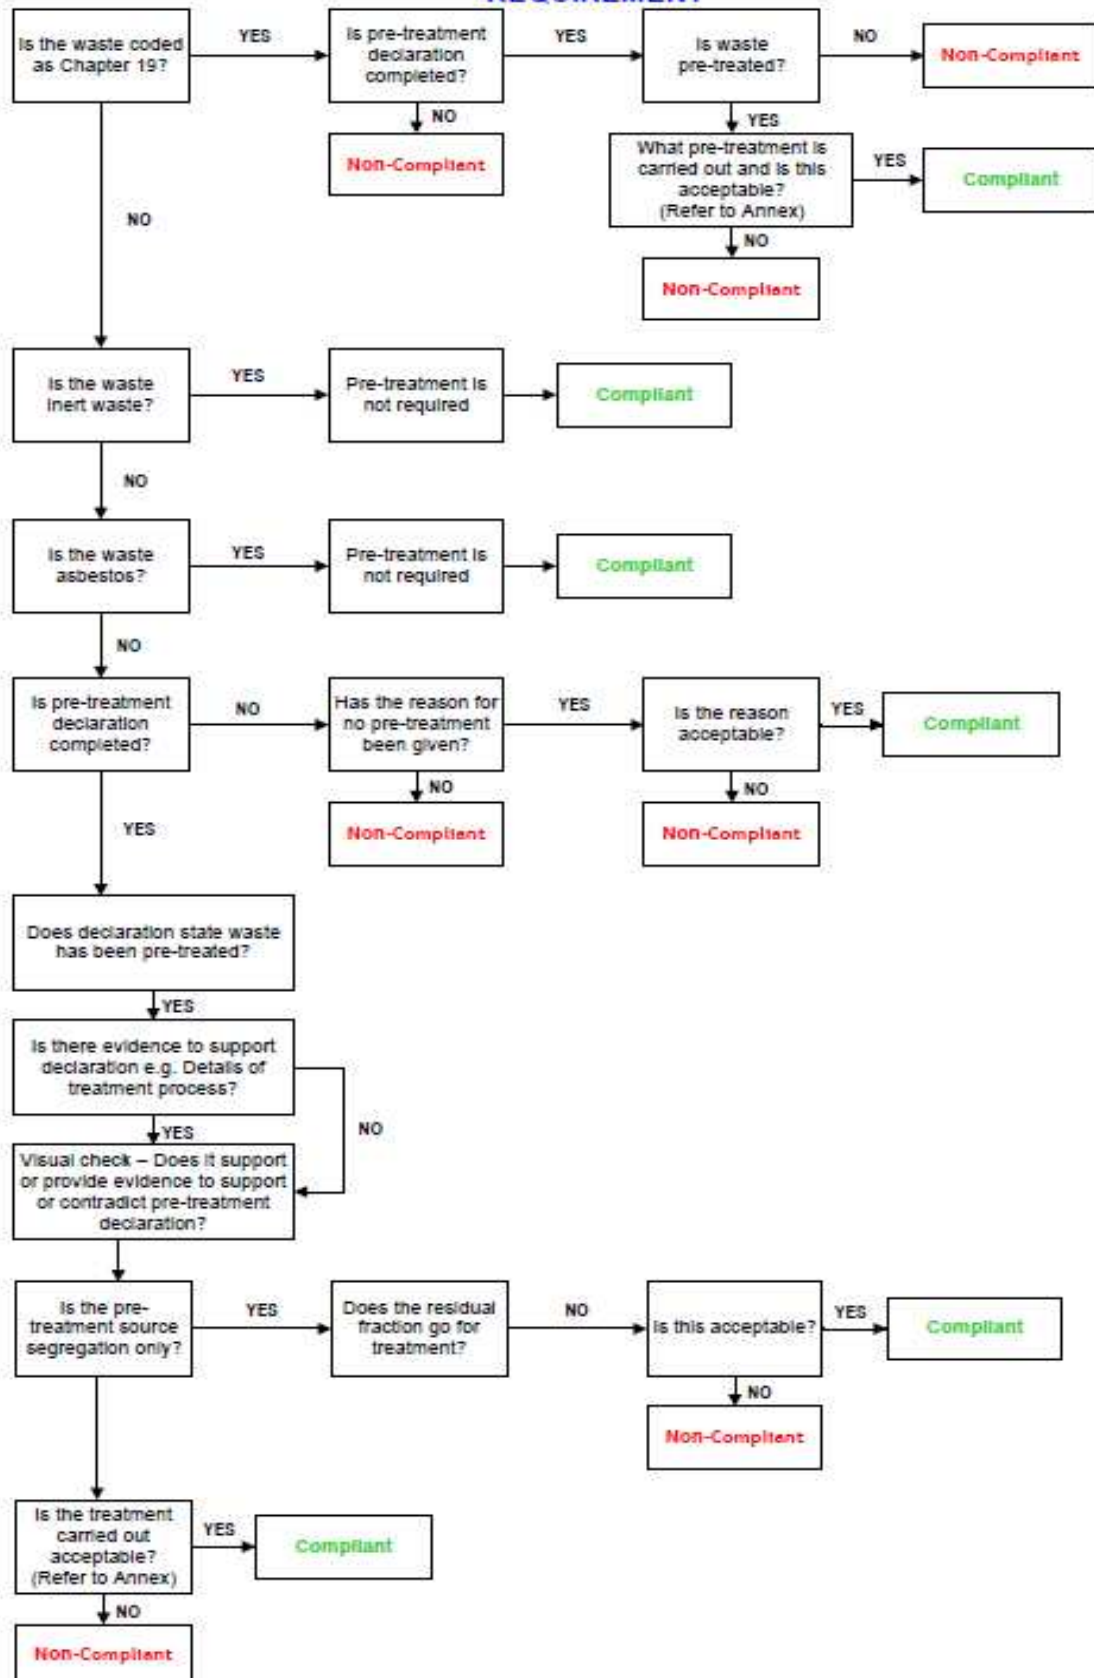 Is the waste coded
as Chapter 19?
YES
Is pre-treatment
declaration
completed?
YES
Is waste
pre-treated?
NO
Non-Compliant
NO
Non-Compliant
YES
What pre-treatment is
carried out and is this
acceptable?
(Refer to Annex)
YES
Compliant
NO
Non-Compliant
NO
Is the waste
inert waste?
YES
Pre-treatment is
not required
Compliant
NO
Is the waste
asbestos?
YES
Pre-treatment is
not required
Compliant
NO
Is pre-treatment
declaration
completed?
NO
Has the reason for
no pre-treatment
been given?
YES
Is the reason
acceptable?
YES
Compliant
NO
Non-Compliant
NO
Non-Compliant
YES
Does declaration state waste
has been pre-treated?
YES
Is there evidence to support
declaration e.g. Details of
treatment process?
NO
YES
Visual check – Does it support
or provide evidence to support
or contradict pre-treatment
declaration?
Is the pre-
treatment source
segregation only?
YES
Does the residual
fraction go for
treatment?
NO
Is this acceptable?
YES
Compliant
NO
Non-Compliant
Is the treatment
carried out
acceptable?
(Refer to Annex)
YES
Compliant
NO
Non-Compliant